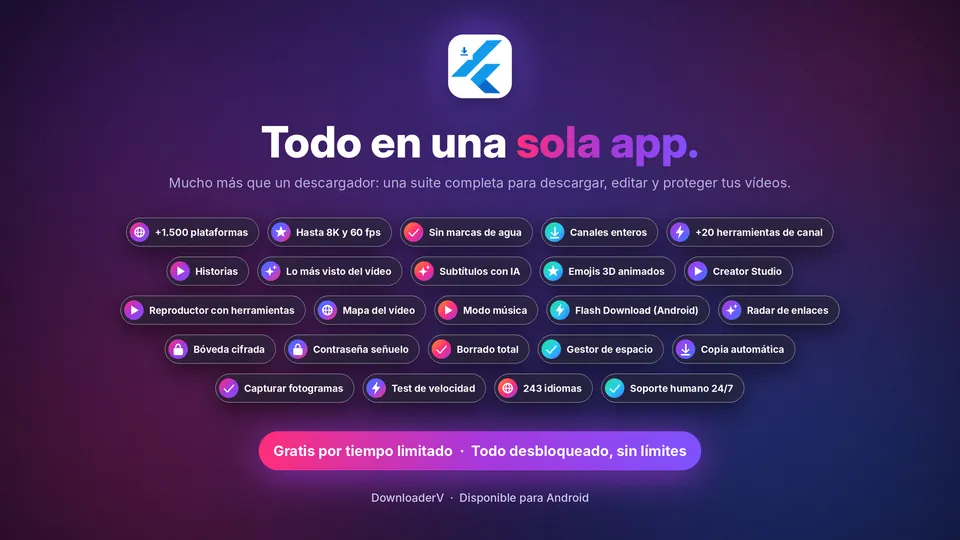 Todo en una sola app.
Mucho más que un descargador: una suite completa para descargar, editar y proteger tus vídeos.
+1.500 plataformas
Hasta 8K y 60 fps
Sin marcas de agua
Canales enteros
+20 herramientas de canal
Historias
Lo más visto del vídeo
Subtítulos con IA
Emojis 3D animados
Creator Studio
Reproductor con herramientas
Mapa del vídeo
Modo música
Flash Download (Android)
Radar de enlaces
Bóveda cifrada
Contraseña señuelo
Borrado total
Gestor de espacio
Copia automática
Capturar fotogramas
Test de velocidad
243 idiomas
Soporte humano 24/7
Gratis por tiempo limitado · Todo desbloqueado, sin límites
DownloaderV · Disponible para Android